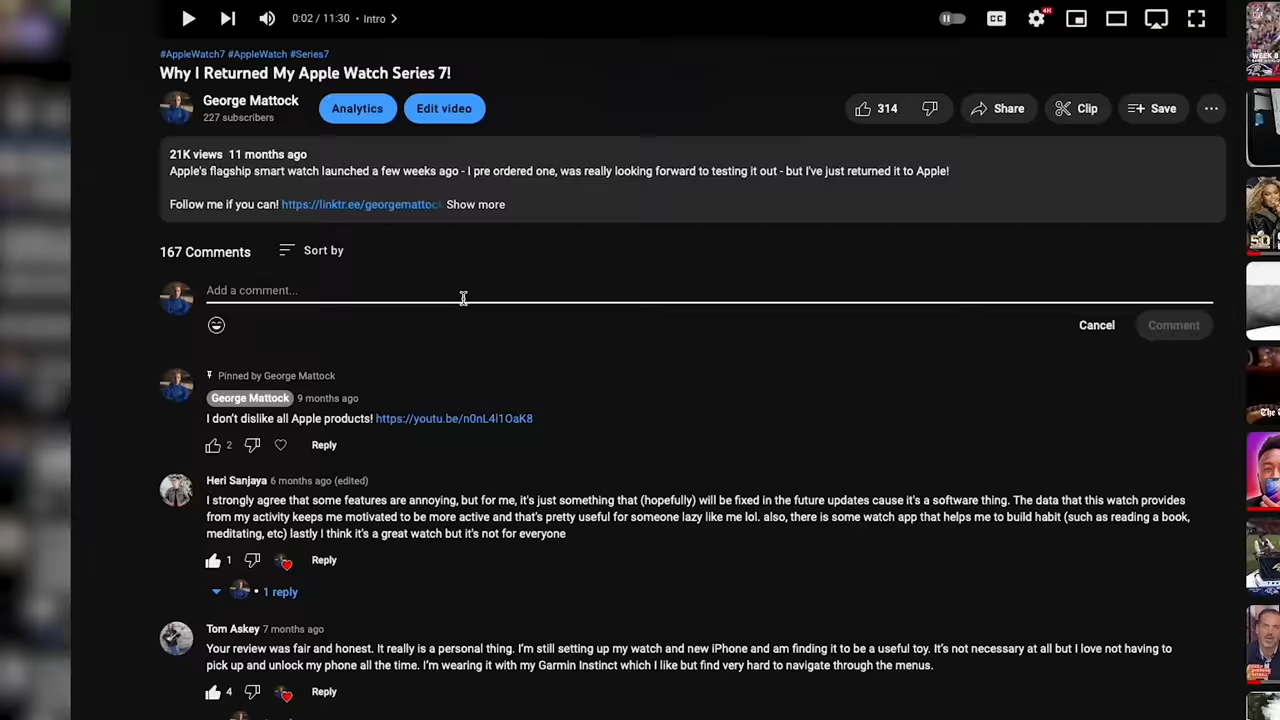 0:02 / 11:30 • Intro
CC
4K
#AppleWatch7 #AppleWatch #Series7
Why I Returned My Apple Watch Series 7!
George Mattock
227 subscribers
Analytics
Edit video
314
Share
Clip
Save
21K views 11 months ago
Apple's flagship smart watch launched a few weeks ago - I pre ordered one, was really looking forward to testing it out - but I've just returned it to Apple!
Follow me if you can! https://linktr.ee/georgemattock Show more
167 Comments
Sort by
Add a comment...
Cancel
Comment
Pinned by George Mattock
George Mattock 9 months ago
I don't dislike all Apple products! https://youtu.be/n0nL4l1OaK8
2
Reply
Heri Sanjaya 6 months ago (edited)
I strongly agree that some features are annoying, but for me, it's just something that (hopefully) will be fixed in the future updates cause it's a software thing. The data that this watch provides
from my activity keeps me motivated to be more active and that's pretty useful for someone lazy like me lol. also, there is some watch app that helps me to build habit (such as reading a book,
meditating, etc) lastly I think it's a great watch but it's not for everyone
1
Reply
• 1 reply
Tom Askey 7 months ago
Your review was fair and honest. It really is a personal thing. I'm still setting up my watch and new iPhone and am finding it to be a useful toy. It's not necessary at all but I love not having to
pick up and unlock my phone all the time. I'm wearing it with my Garmin Instinct which I like but find very hard to navigate through the menus.
4
Reply
WEEK 8
50
The